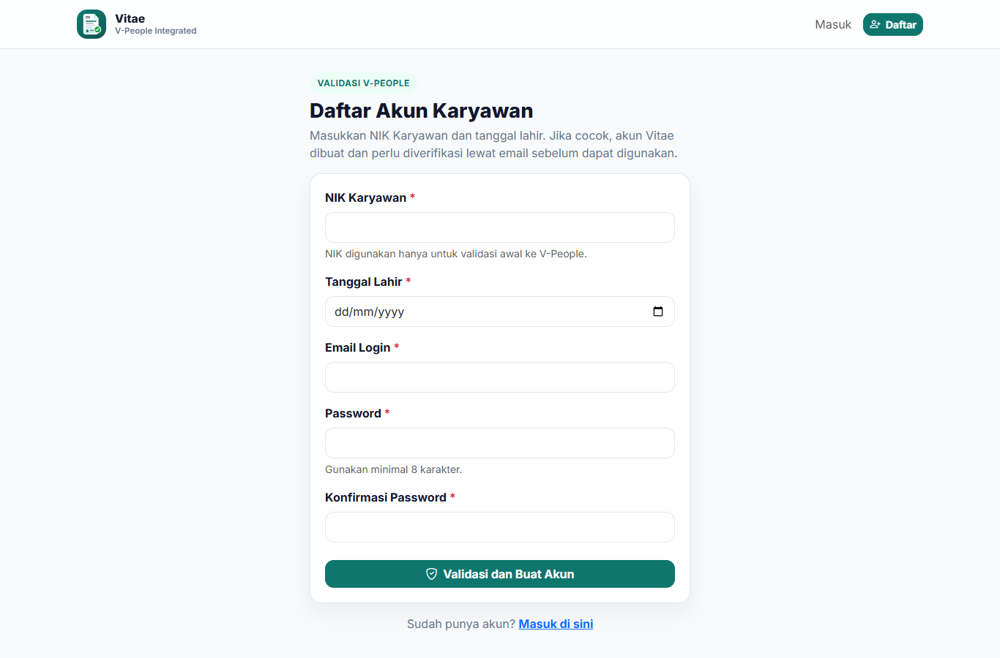 CV
Vitae
V-People Integrated
Masuk
Daftar
VALIDASI V-PEOPLE
Daftar Akun Karyawan
Masukkan NIK Karyawan dan tanggal lahir. Jika cocok, akun Vitae
dibuat dan perlu diverifikasi lewat email sebelum dapat digunakan.
NIK Karyawan *
NIK digunakan hanya untuk validasi awal ke V-People.
Tanggal Lahir *
dd/mm/yyyy
Email Login *
Password *
Gunakan minimal 8 karakter.
Konfirmasi Password *
Validasi dan Buat Akun
Sudah punya akun? Masuk di sini